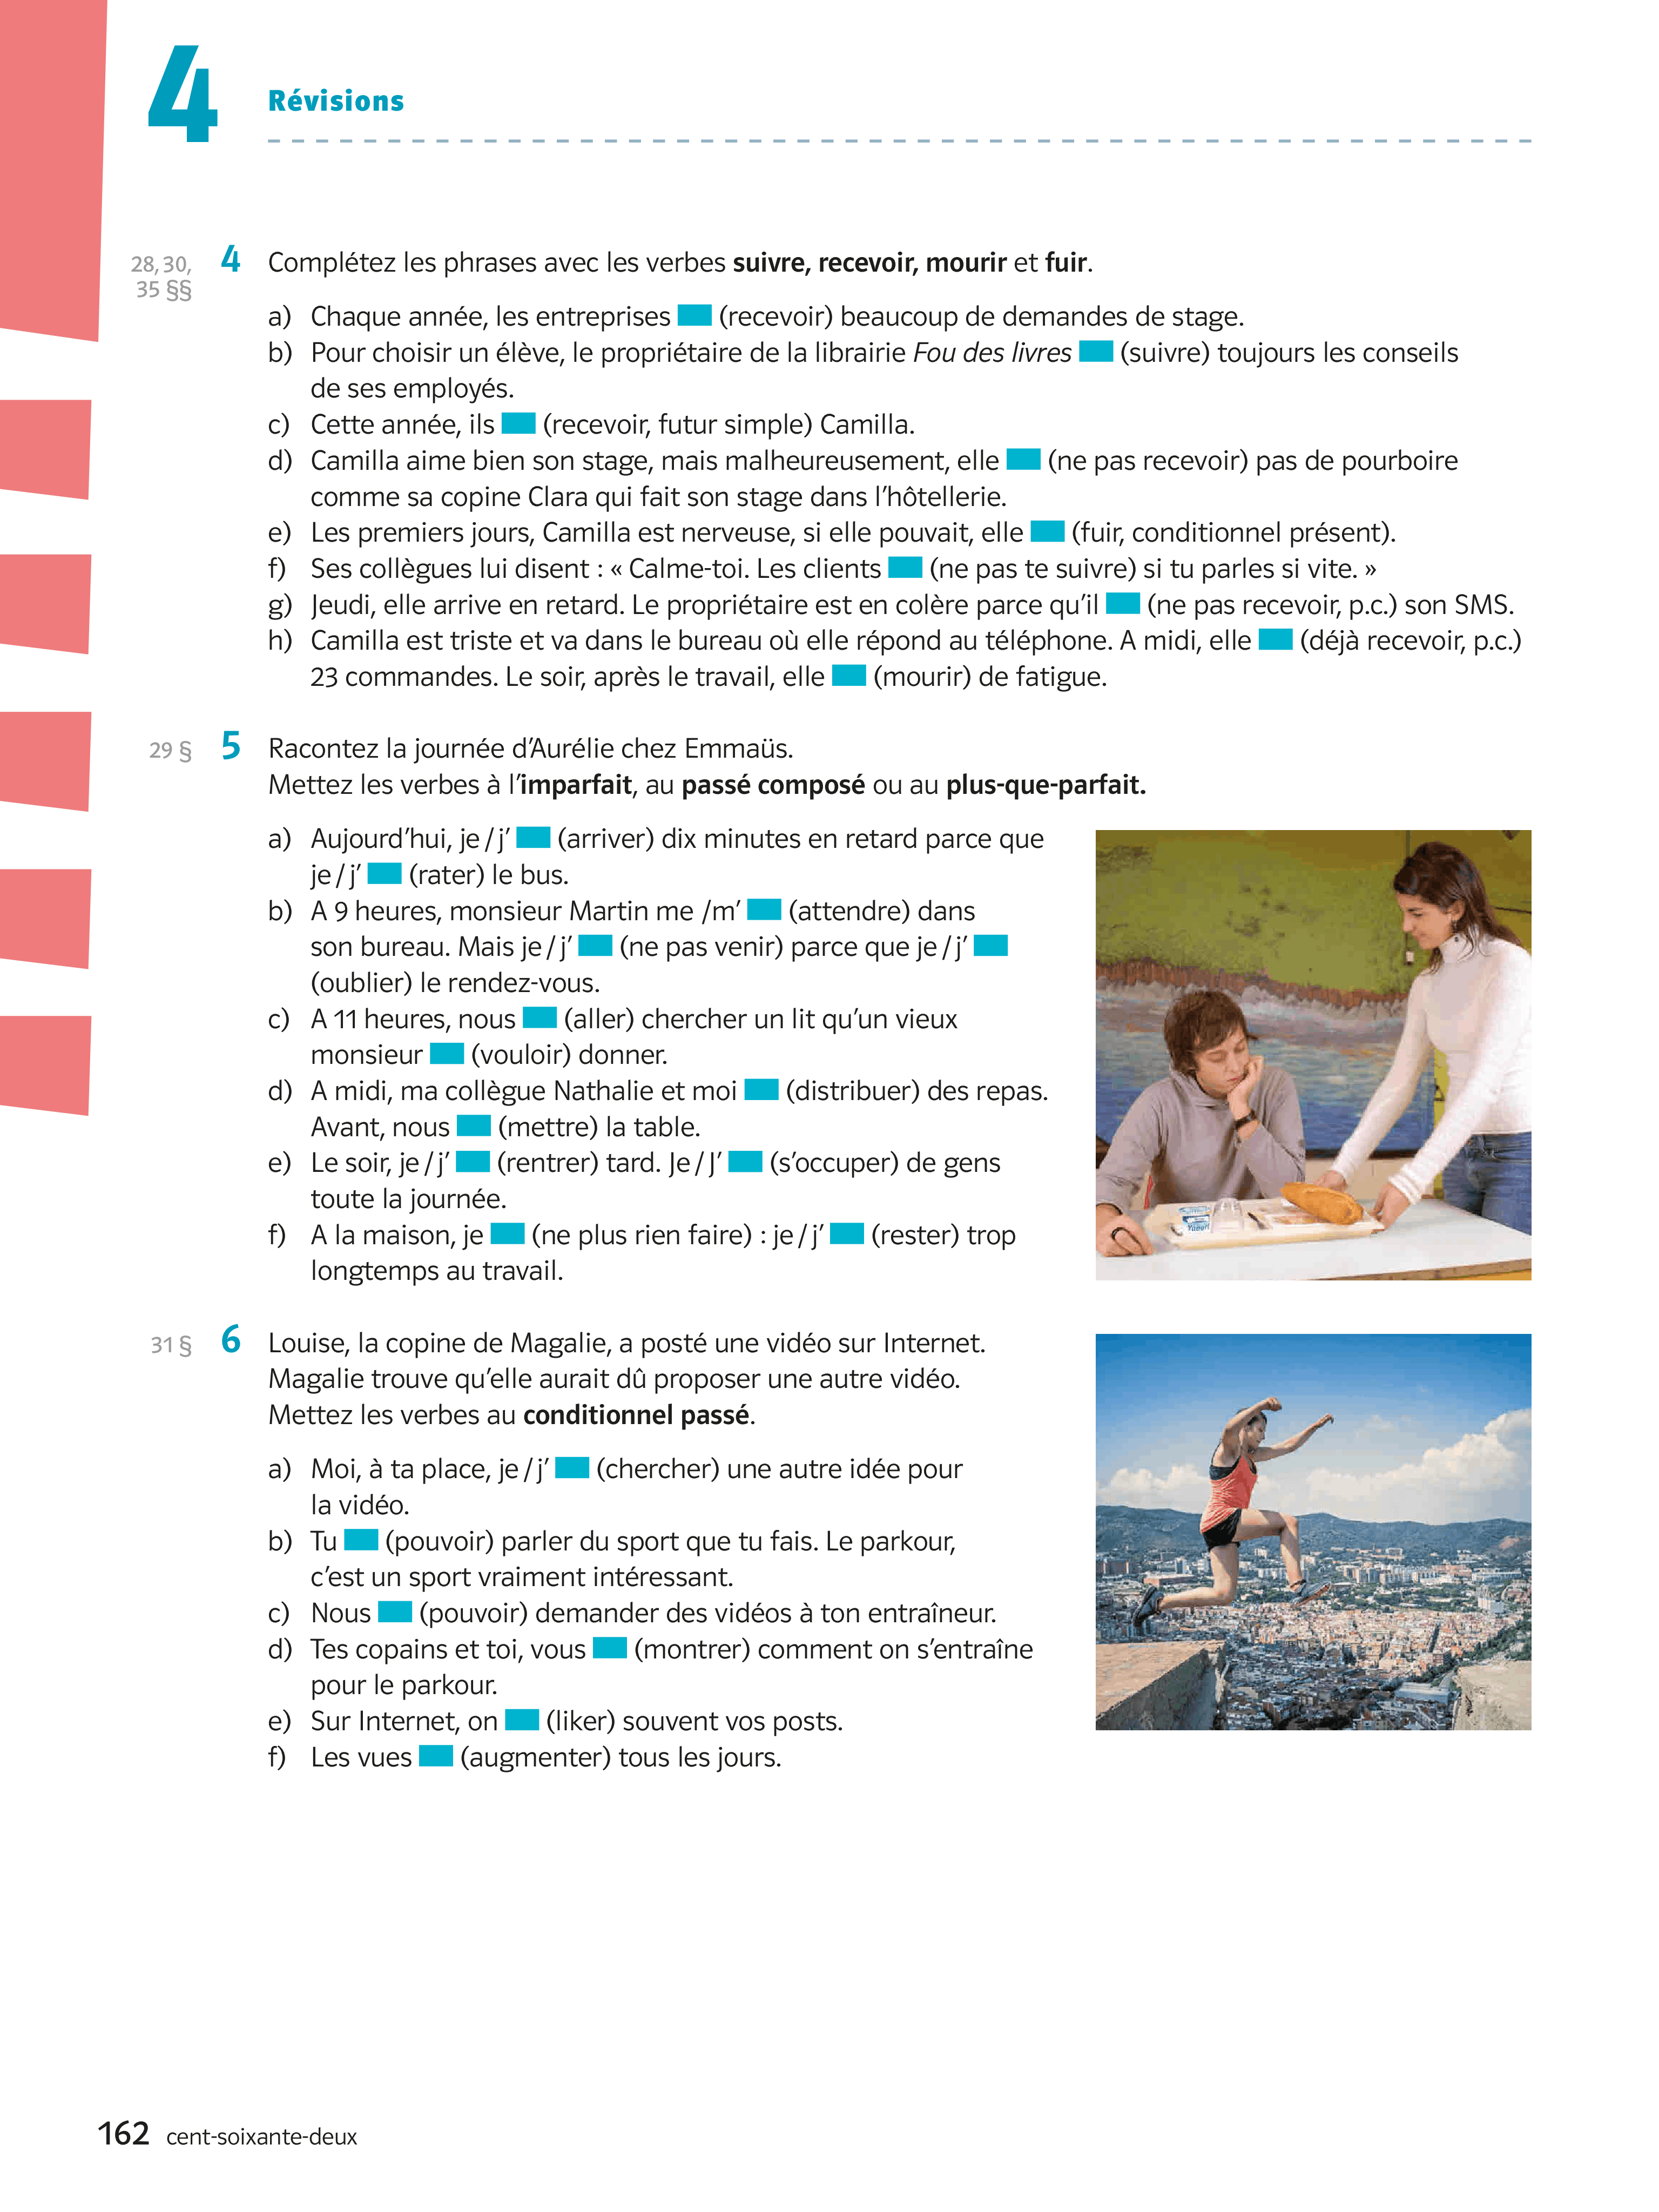 4
Révisions
28, 30,
35 §§
4 Complétez les phrases avec les verbes suivre, recevoir, mourir et fuir.
a) Chaque année, les entreprises (recevoir) beaucoup de demandes de stage.
b) Pour choisir un élève, le propriétaire de la librairie Fou des livres (suivre) toujours les conseils
de ses employés.
c) Cette année, ils (recevoir, futur simple) Camilla.
d) Camilla aime bien son stage, mais malheureusement, elle (ne pas recevoir) pas de pourboire
comme sa copine Clara qui fait son stage dans l’hôtellerie.
e) Les premiers jours, Camilla est nerveuse, si elle pouvait, elle (fuir, conditionnel présent).
f) Ses collègues lui disent : « Calme-toi. Les clients (ne pas te suivre) si tu parles si vite. »
g) Jeudi, elle arrive en retard. Le propriétaire est en colère parce qu’il (ne pas recevoir, p.c.) son SMS.
h) Camilla est triste et va dans le bureau où elle répond au téléphone. A midi, elle (déjà recevoir, p.c.)
23 commandes. Le soir, après le travail, elle (mourir) de fatigue.
29 § 5 Racontez la journée d’Aurélie chez Emmaüs.
Mettez les verbes à l’imparfait, au passé composé ou au plus-que-parfait.
a) Aujourd’hui, je / j’ (arriver) dix minutes en retard parce que
je / j’ (rater) le bus.
b) A 9 heures, monsieur Martin me /m’ (attendre) dans
son bureau. Mais je / j’ (ne pas venir) parce que je / j’
(oublier) le rendez-vous.
c) A 11 heures, nous (aller) chercher un lit qu’un vieux
monsieur (vouloir) donner.
d) A midi, ma collègue Nathalie et moi (distribuer) des repas.
Avant, nous (mettre) la table.
e) Le soir, je / j’ (rentrer) tard. Je / J’ (s’occuper) de gens
toute la journée.
f) A la maison, je (ne plus rien faire) : je / j’ (rester) trop
longtemps au travail.
31 § 6 Louise, la copine de Magalie, a posté une vidéo sur Internet.
Magalie trouve qu’elle aurait dû proposer une autre vidéo.
Mettez les verbes au conditionnel passé.
a) Moi, à ta place, je / j’ (chercher) une autre idée pour
la vidéo.
b) Tu (pouvoir) parler du sport que tu fais. Le parkour,
c’est un sport vraiment intéressant.
c) Nous (pouvoir) demander des vidéos à ton entraîneur.
d) Tes copains et toi, vous (montrer) comment on s’entraîne
pour le parkour.
e) Sur Internet, on (liker) souvent vos posts.
f) Les vues (augmenter) tous les jours.
162 cent-soixante-deux